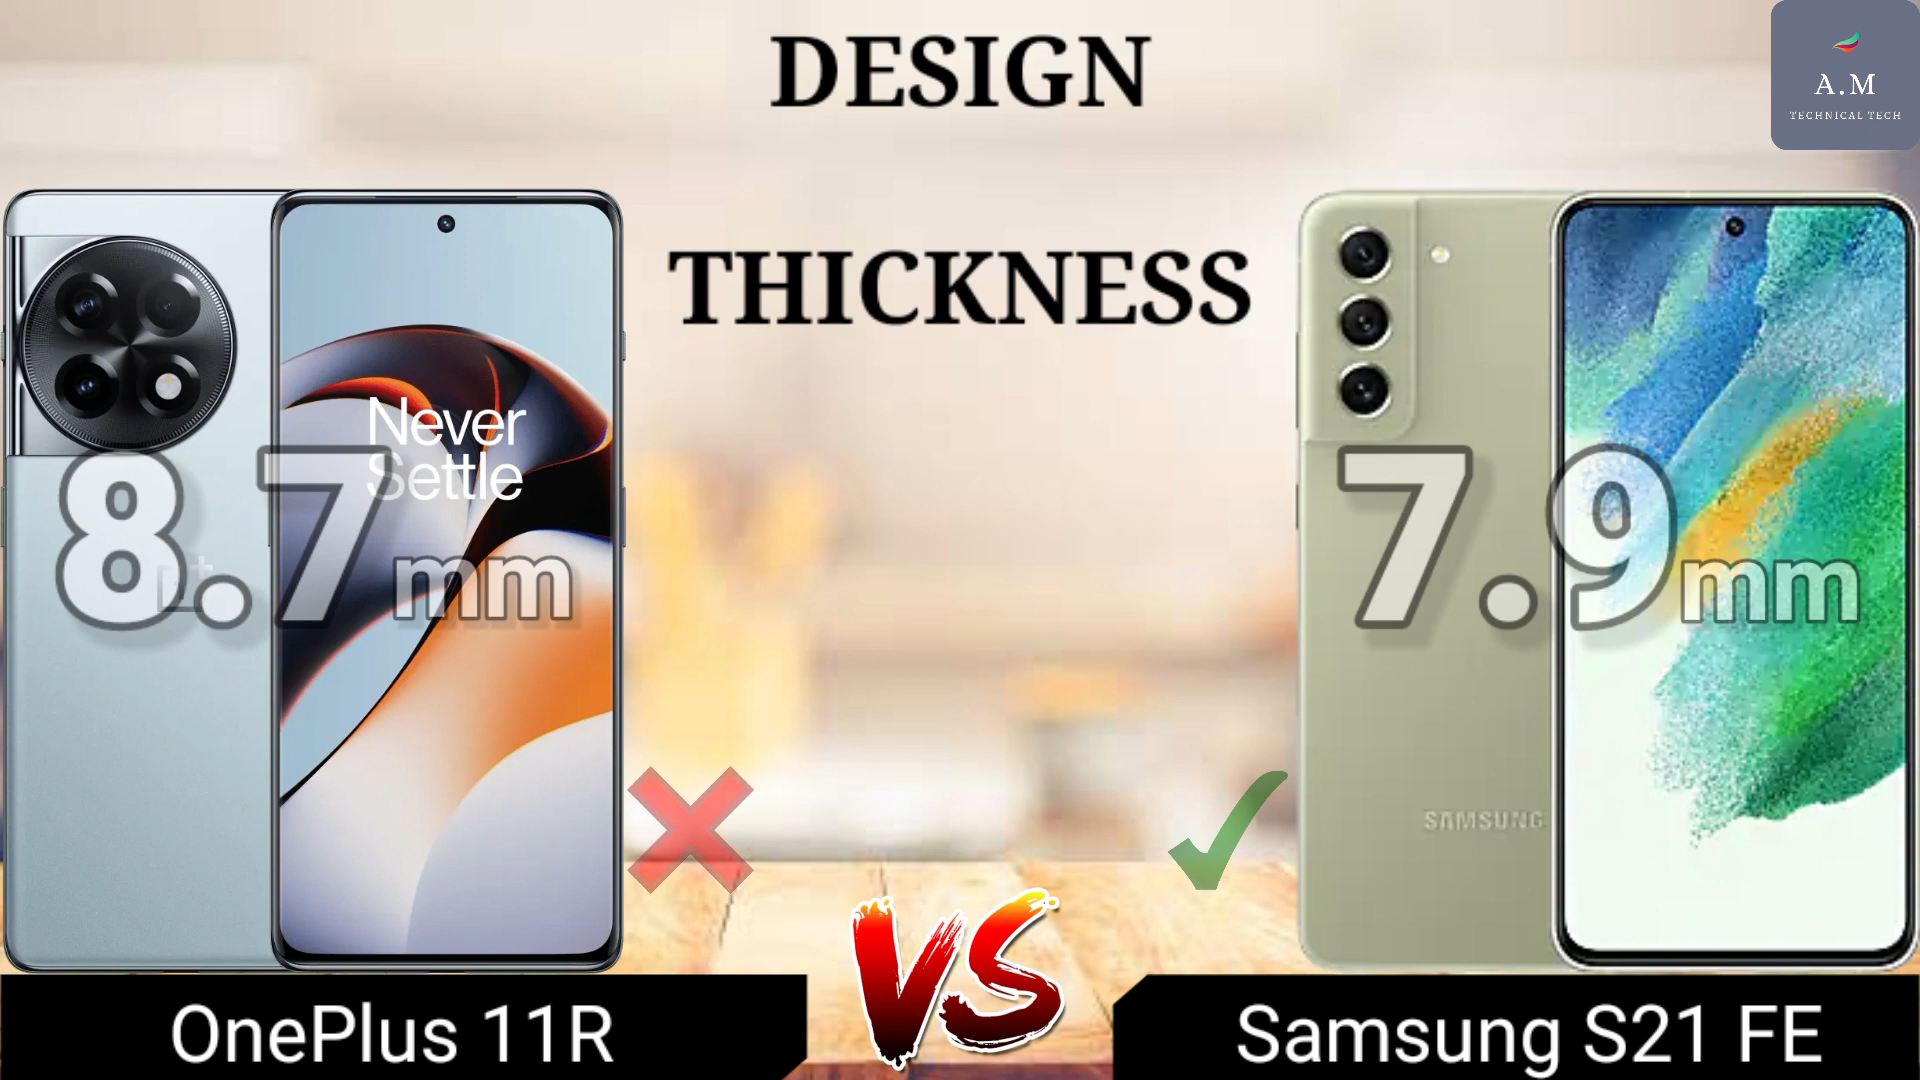 DESIGN
A.M
TECHNICAL TECH
THICKNESS
Never
Settle
8.7mm
7.9mm
SAMSUNG
VS
OnePlus 11R
Samsung S21 FE